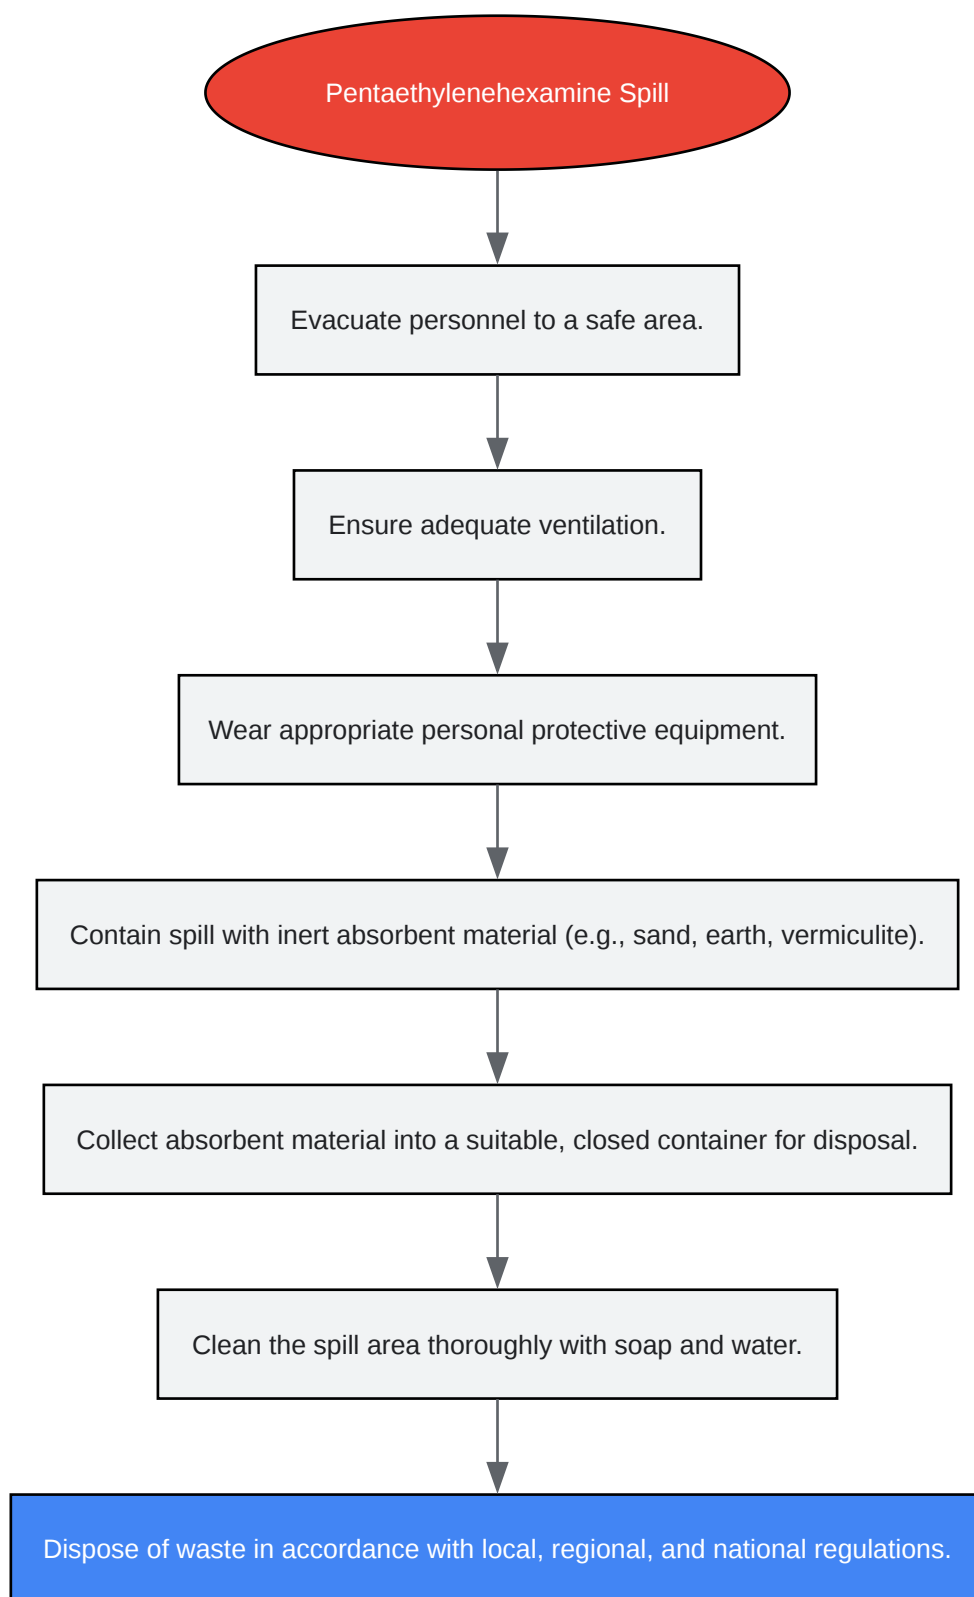 Pentaethylenehexamine Spill
Evacuate personnel to a safe area.
Ensure adequate ventilation.
Wear appropriate personal protective equipment.
Contain spill with inert absorbent material (e.g., sand, earth, vermiculite).
Collect absorbent material into a suitable, closed container for disposal.
Clean the spill area thoroughly with soap and water.
Dispose of waste in accordance with local, regional, and national regulations.